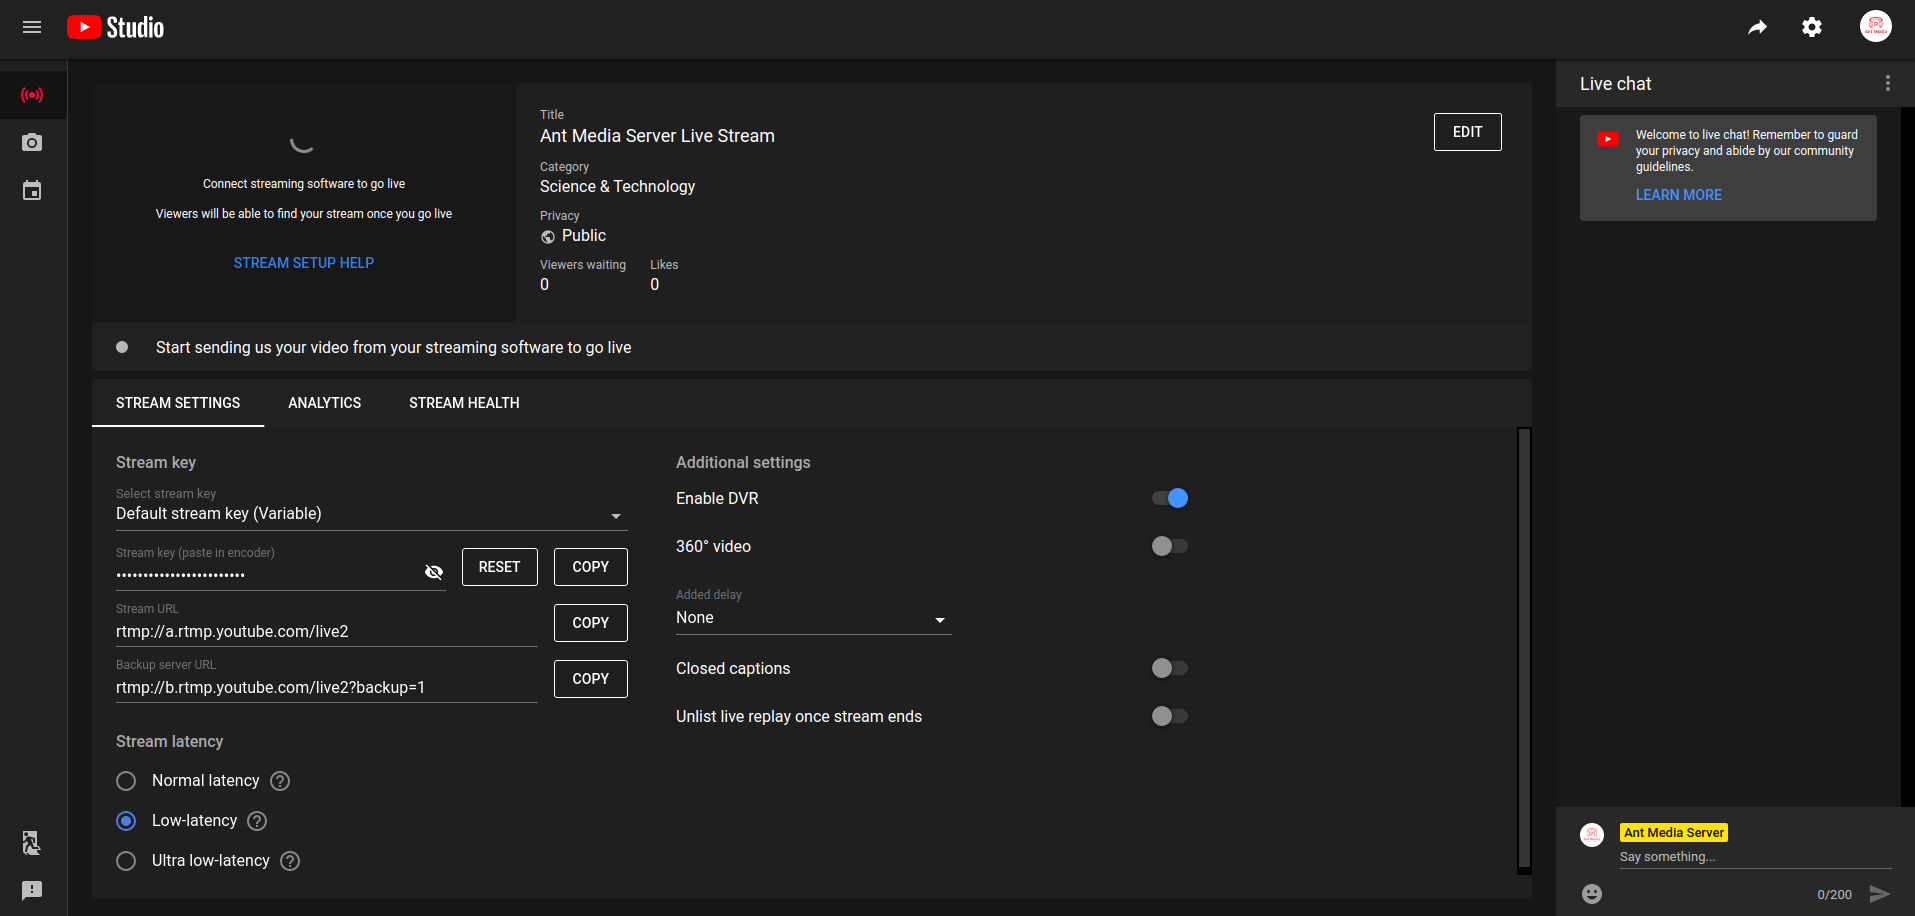 Studio
Connect streaming software to go live
Viewers will be able to find your stream once you go live
STREAM SETUP HELP
Title
Ant Media Server Live Stream
EDIT
Category
Science & Technology
Privacy
Public
Viewers waiting Likes
0 0
Start sending us your video from your streaming software to go live
STREAM SETTINGS ANALYTICS STREAM HEALTH
Stream key
Select stream key
Default stream key (Variable)
Stream key (paste in encoder)
••••••••••••••••••••••••
RESET COPY
Stream URL
rtmp://a.rtmp.youtube.com/live2
COPY
Backup server URL
rtmp://b.rtmp.youtube.com/live2?backup=1
COPY
Stream latency
Normal latency ?
Low-latency ?
Ultra low-latency ?
Additional settings
Enable DVR
360° video
Added delay
None
Closed captions
Unlist live replay once stream ends
Ant Media
Live chat
Welcome to live chat! Remember to guard
your privacy and abide by our community
guidelines.
LEARN MORE
Ant Media Server
Say something...
0/200